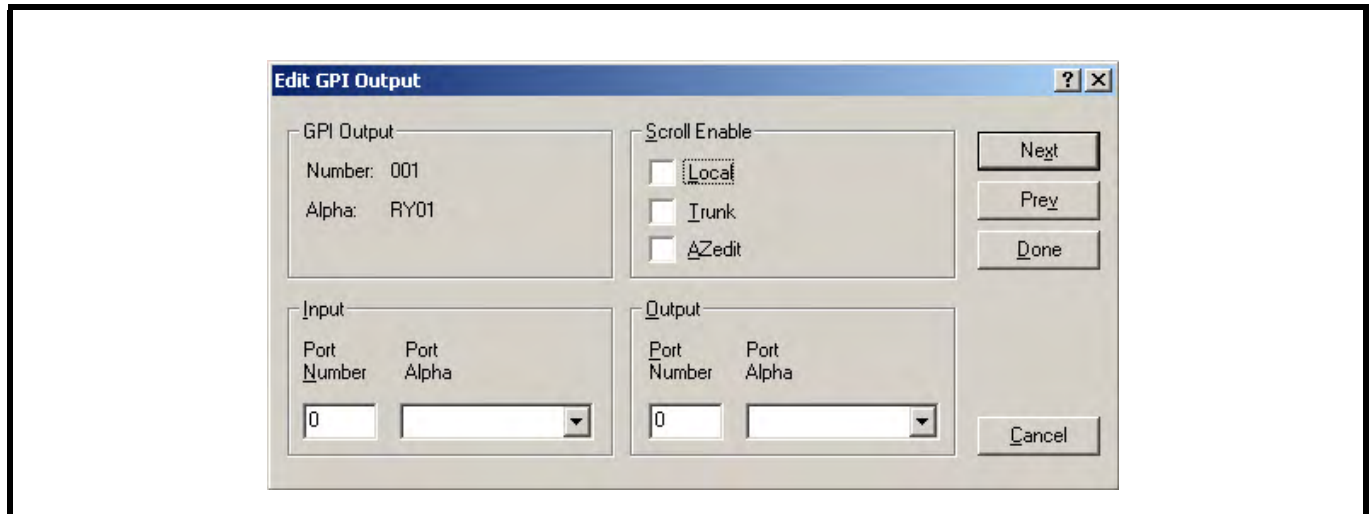 Edit GPI Output
GPI Output
Number: 001
Alpha: RY01
Scroll Enable
Local
Trunk
AZedit
Next
Prev
Done
Input
Port Number
Port Alpha
0
Output
Port Number
Port Alpha
0
Cancel